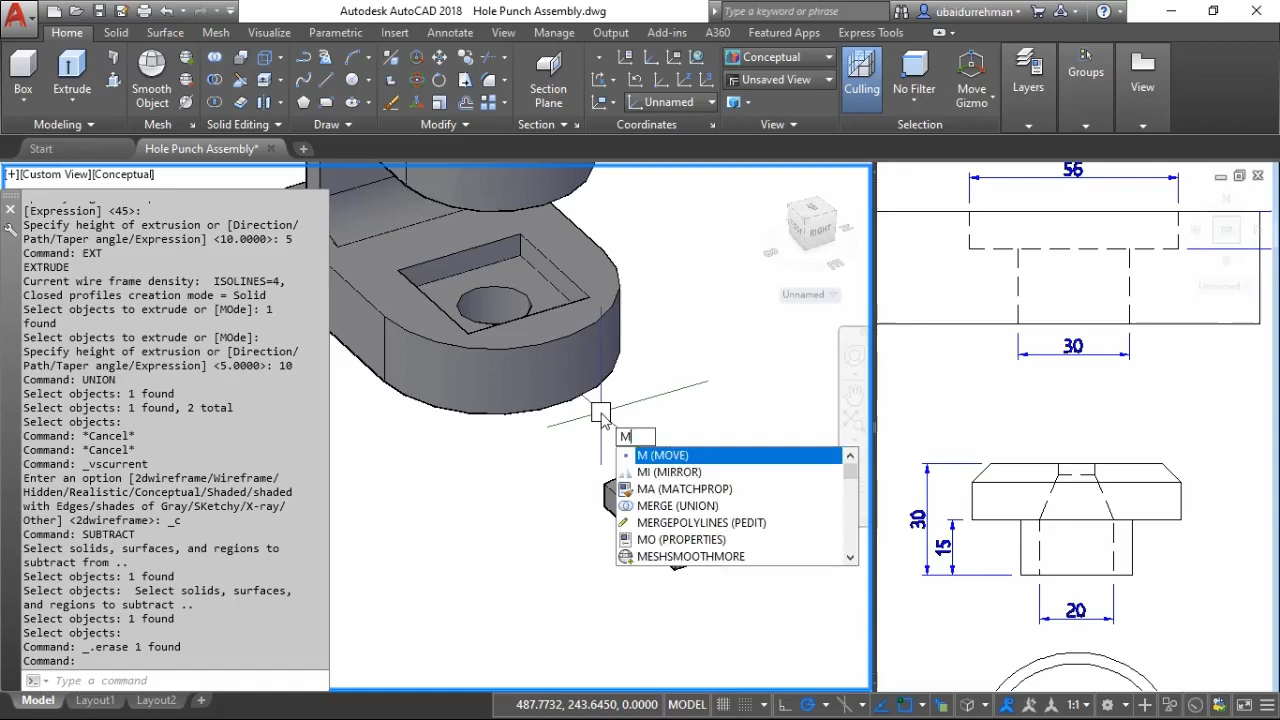 Autodesk AutoCAD 2018 Hole Punch Assembly.dwg
Type a keyword or phrase
ubaidurrehman
Home Solid Surface Mesh Visualize Parametric Insert Annotate View Manage Output Add-ins A360 Featured Apps Express Tools
Box
Extrude
Smooth
Object
Section
Plane
Conceptual
Unsaved View
Unnamed
Culling
No Filter
Move
Gizmo
Layers
Groups
View
Modeling Mesh Solid Editing Draw Modify Section Coordinates View Selection
Start Hole Punch Assembly*
[+][Custom View][Conceptual]
[Expression] <45>:
Specify height of extrusion or [Direction/
Path/Taper angle/Expression] <10.0000>: 5
Command: EXT
EXTRUDE
Current wire frame density: ISOLINES=4,
Closed profiles creation mode = Solid
Select objects to extrude or [MOde]: 1
found
Select objects to extrude or [MOde]:
Specify height of extrusion or [Direction/
Path/Taper angle/Expression] <5.0000>: 10
Command: UNION
Select objects: 1 found
Select objects: 1 found, 2 total
Select objects:
Command: *Cancel*
Command: *Cancel*
Command: _vscurrent
Enter an option [2dwireframe/Wireframe/
Hidden/Realistic/Conceptual/Shaded/shaded
with Edges/shades of Gray/SKetchy/X-ray/
Other] <2dwireframe>: _c
Command: SUBTRACT
Select solids, surfaces, and regions to
subtract from ..
Select objects: 1 found
Select objects: Select solids, surfaces,
and regions to subtract ..
Select objects: 1 found
Select objects:
Command: _.erase 1 found
Command:
Type a command
RIGHT
Unnamed
M
M (MOVE)
MI (MIRROR)
MA (MATCHPROP)
MERGE (UNION)
MERGEPOLYLINES (PEDIT)
MO (PROPERTIES)
MESHSMOOTHMORE
56
TOP
Unnamed
30
30
15
20
Model Layout1 Layout2
487.7732, 243.6450, 0.0000 MODEL
1:1